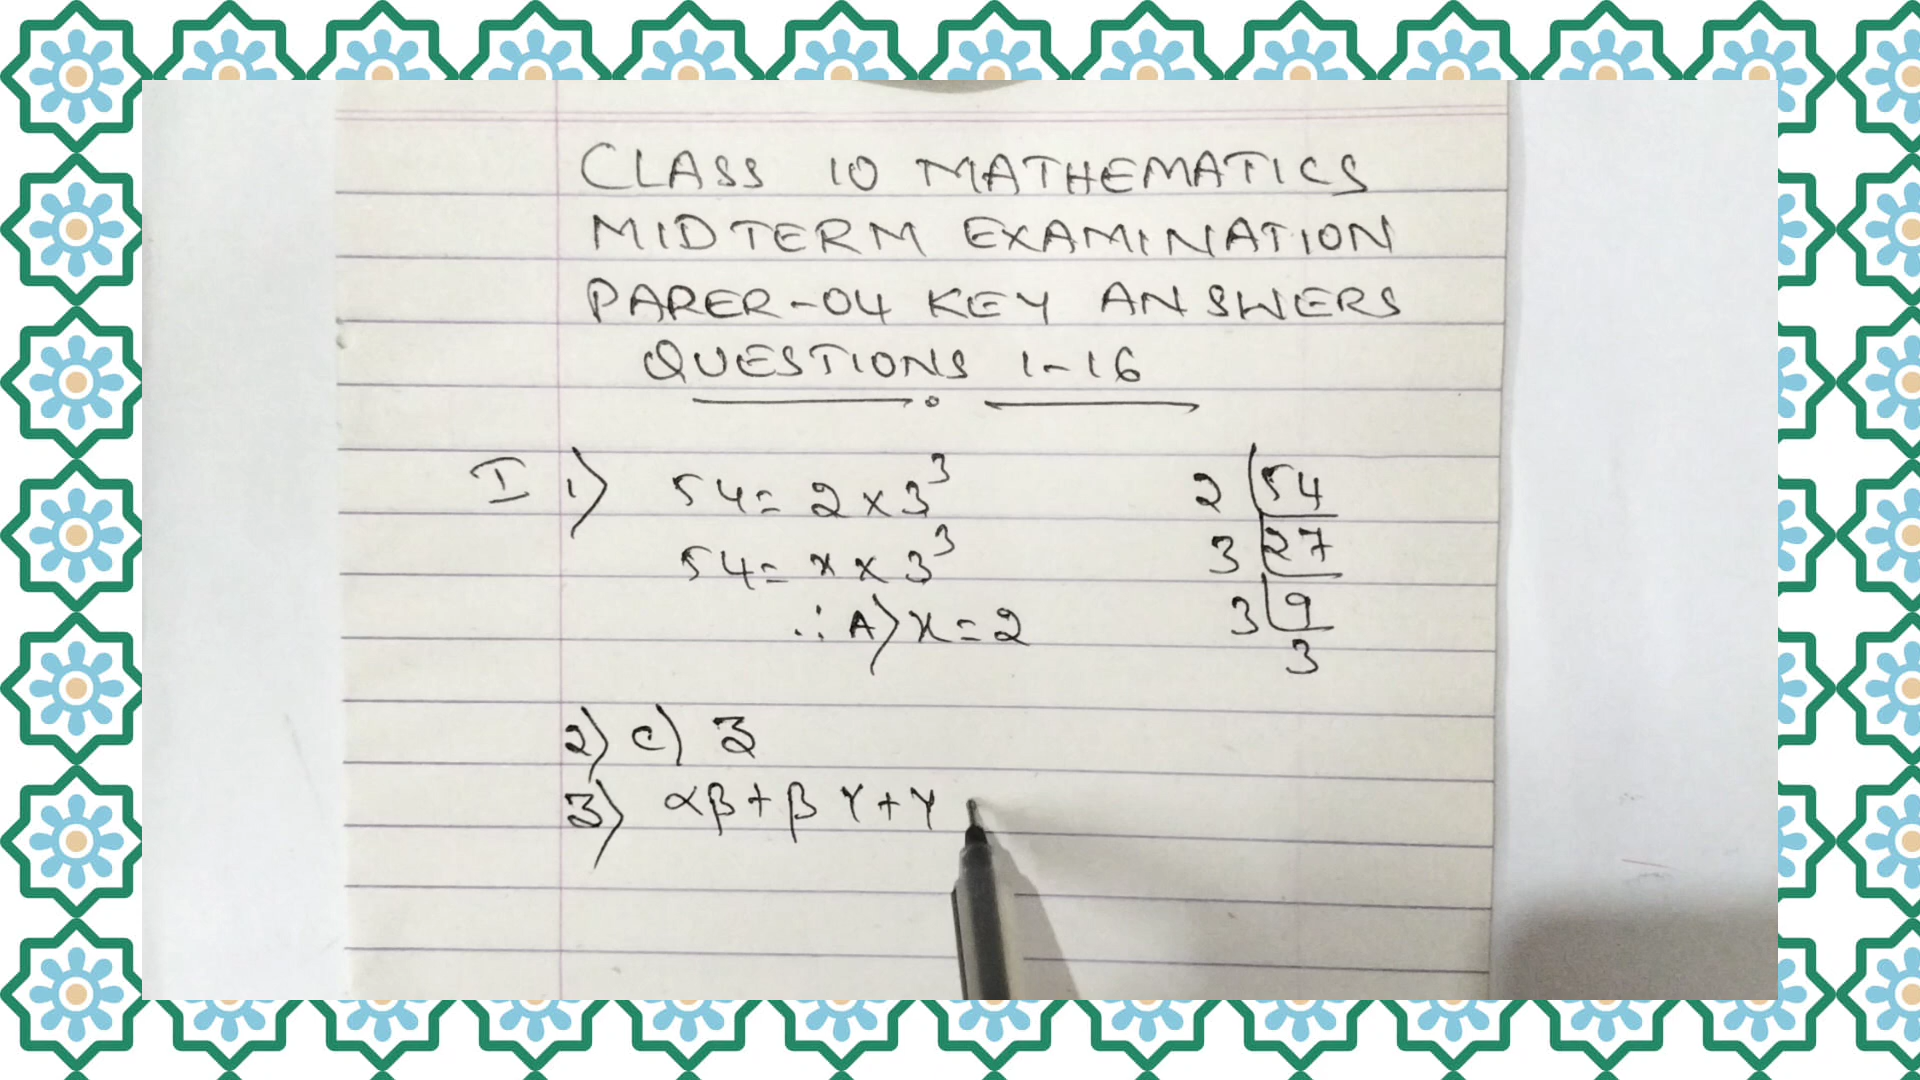 CLASS 10 MATHEMATICS
MIDTERM EXAMINATION
PAPER-04 KEY ANSWERS
QUESTIONS 1-16
I 1) 54 = 2 x 3³
54 = x x 3³
∴ A) x = 2
2 54
3 27
3 9
3
2) c) 3
3) αβ + βγ + γ